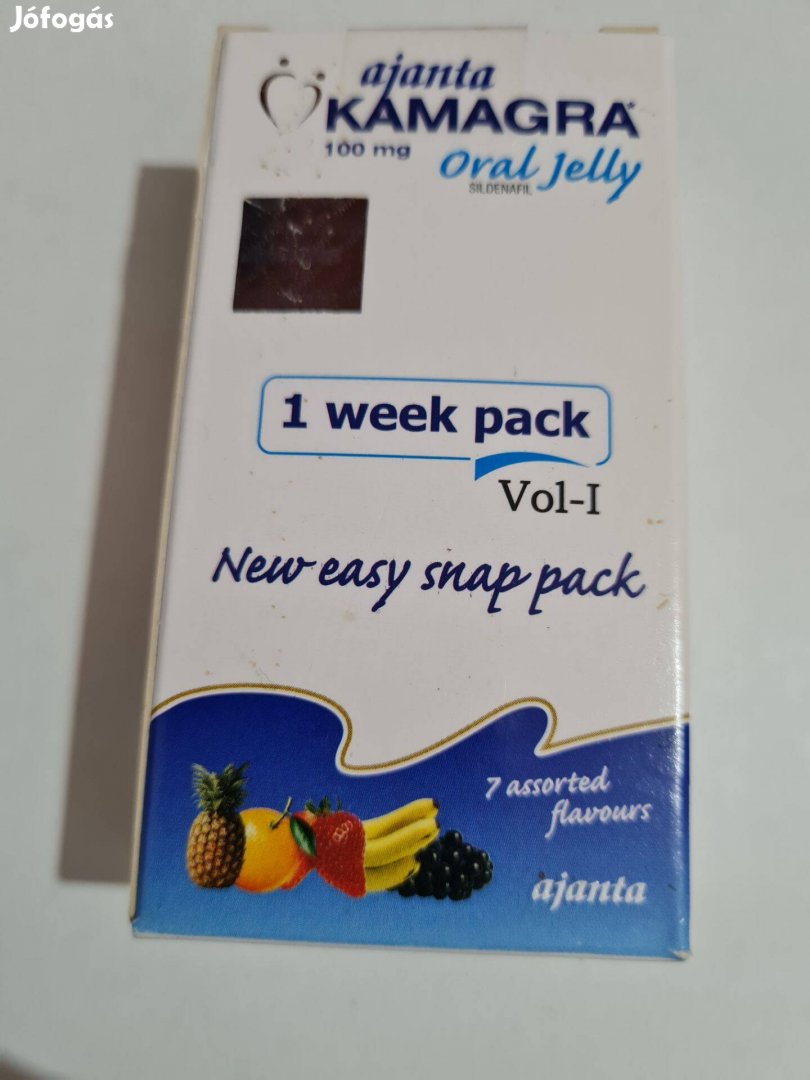 Jófogás
ajanta
KAMAGRA®
100 mg Oral Jelly
SILDENAFIL
1 week pack
Vol-I
New easy snap pack
7 assorted
flavours
ajanta